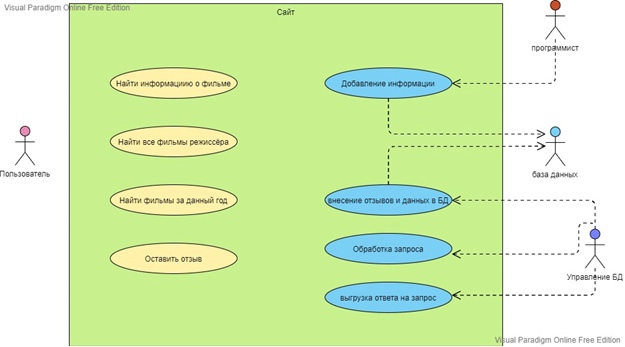 Visual Paradigm Online Free Edition
Сайт
программист
Найти информациию о фильме
Добавление информации
Найти все фильмы режиссёра
Пользователь
база данных
Найти фильмы за данный год
внесение отзывов и данных в БД
Оставить отзыв
Обработка запроса
Управление БД
выгрузка ответа на запрос
Visual Paradigm Online Free Edition